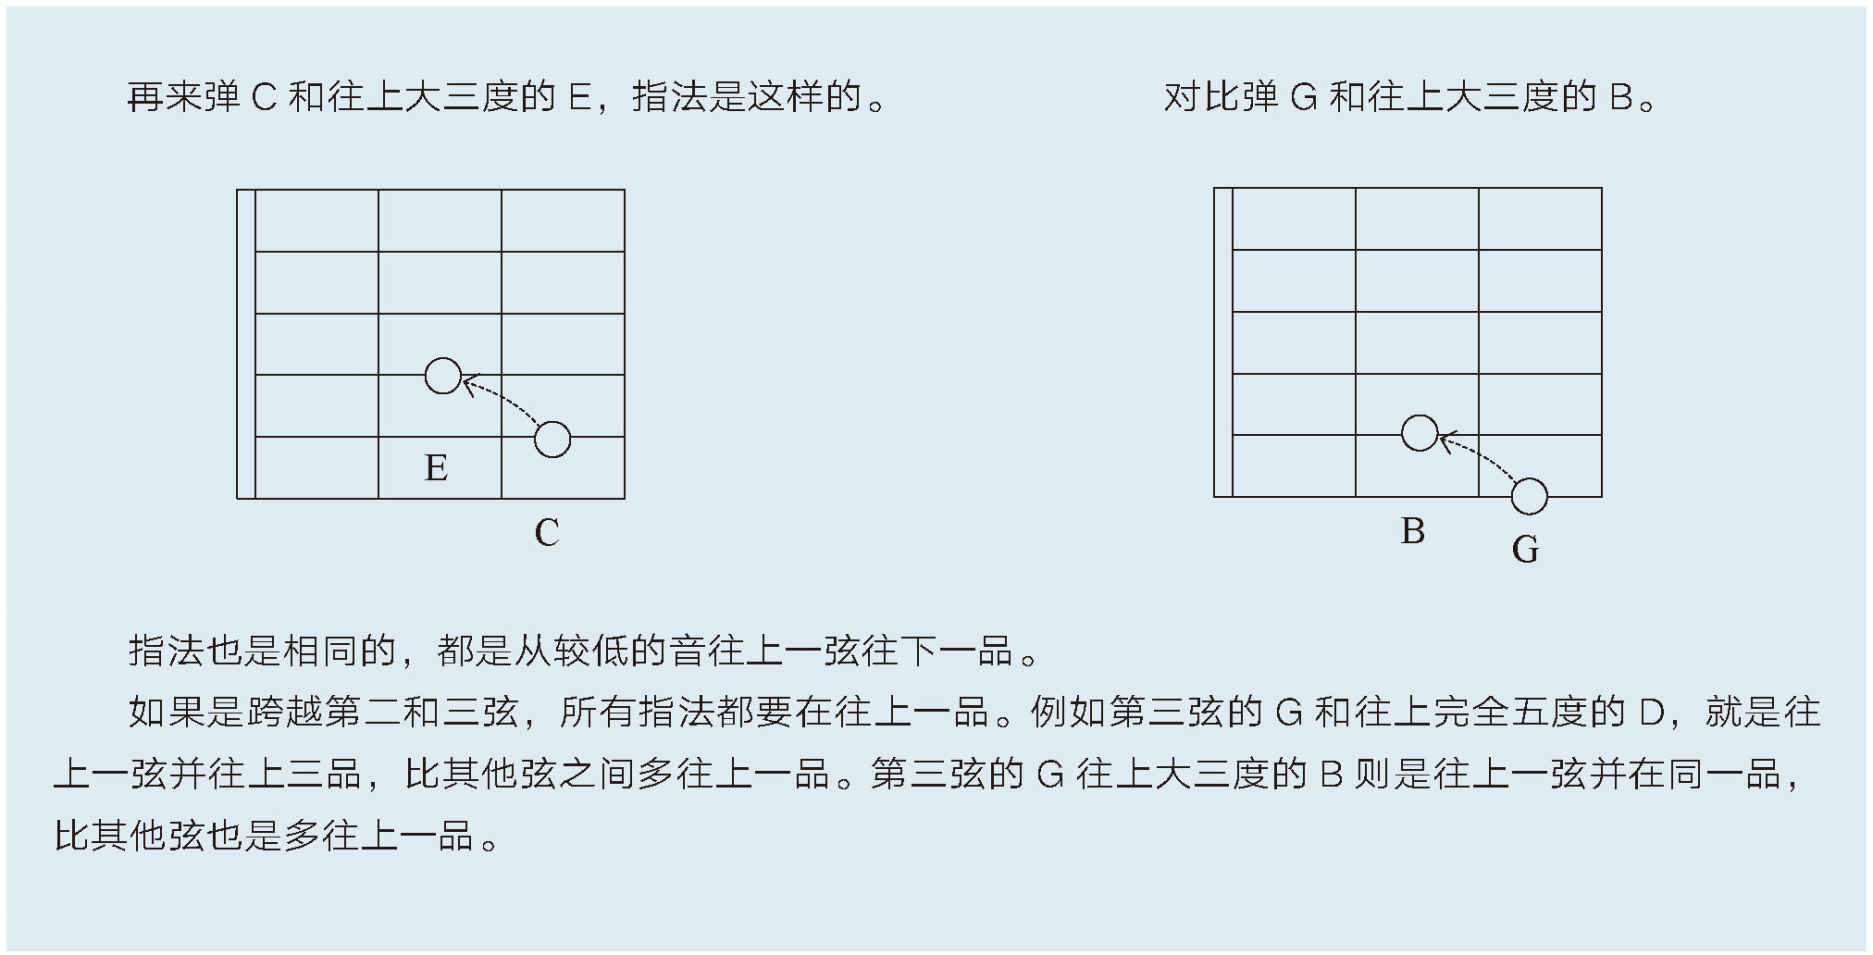 再来弹 C 和往上大三度的 E，指法是这样的。
对比弹 G 和往上大三度的 B。
E
C
B
G
指法也是相同的，都是从较低的音往上一弦往下一品。
如果是跨越第二和三弦，所有指法都要在往上一品。例如第三弦的 G 和往上完全五度的 D，就是往
上一弦并往上三品，比其他弦之间多往上一品。第三弦的 G 往上大三度的 B 则是往上一弦并在同一品，
比其他弦也是多往上一品。